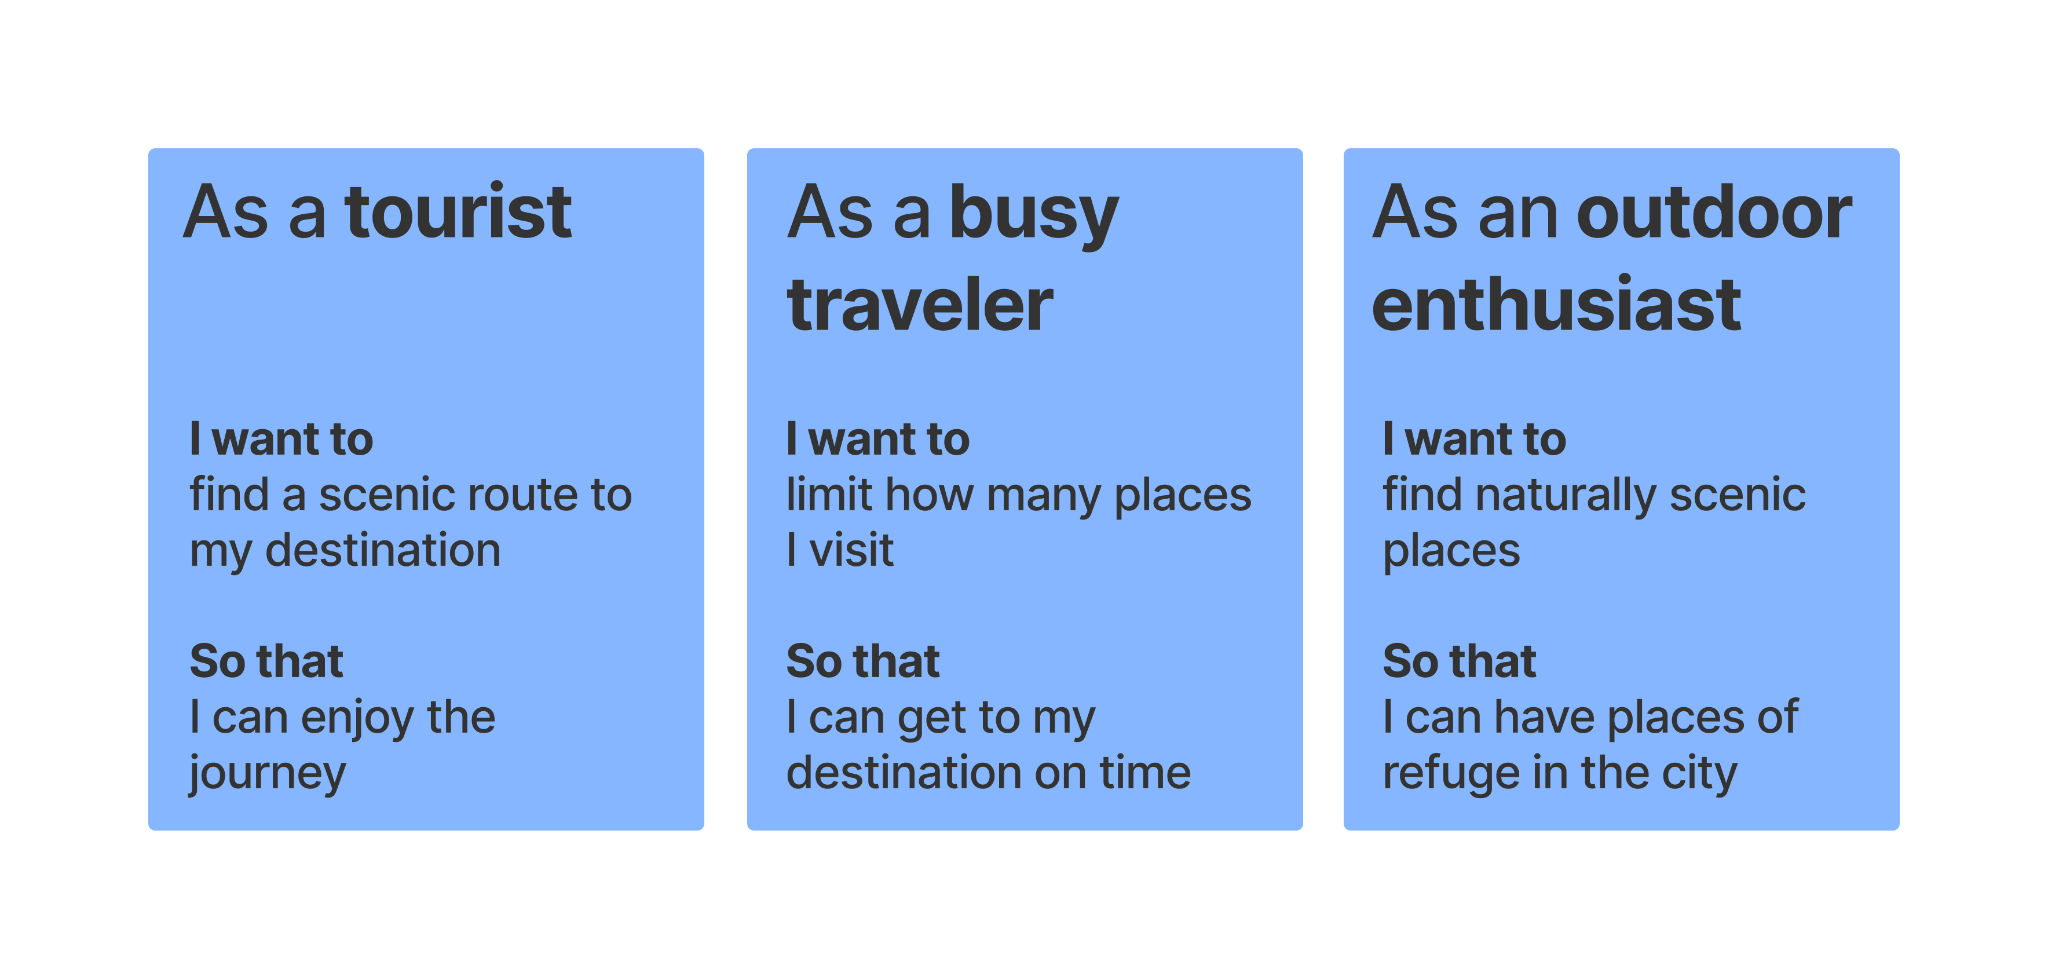 As a tourist
I want to
find a scenic route to
my destination
So that
I can enjoy the
journey
As a busy
traveler
I want to
limit how many places
I visit
So that
I can get to my
destination on time
As an outdoor
enthusiast
I want to
find naturally scenic
places
So that
I can have places of
refuge in the city